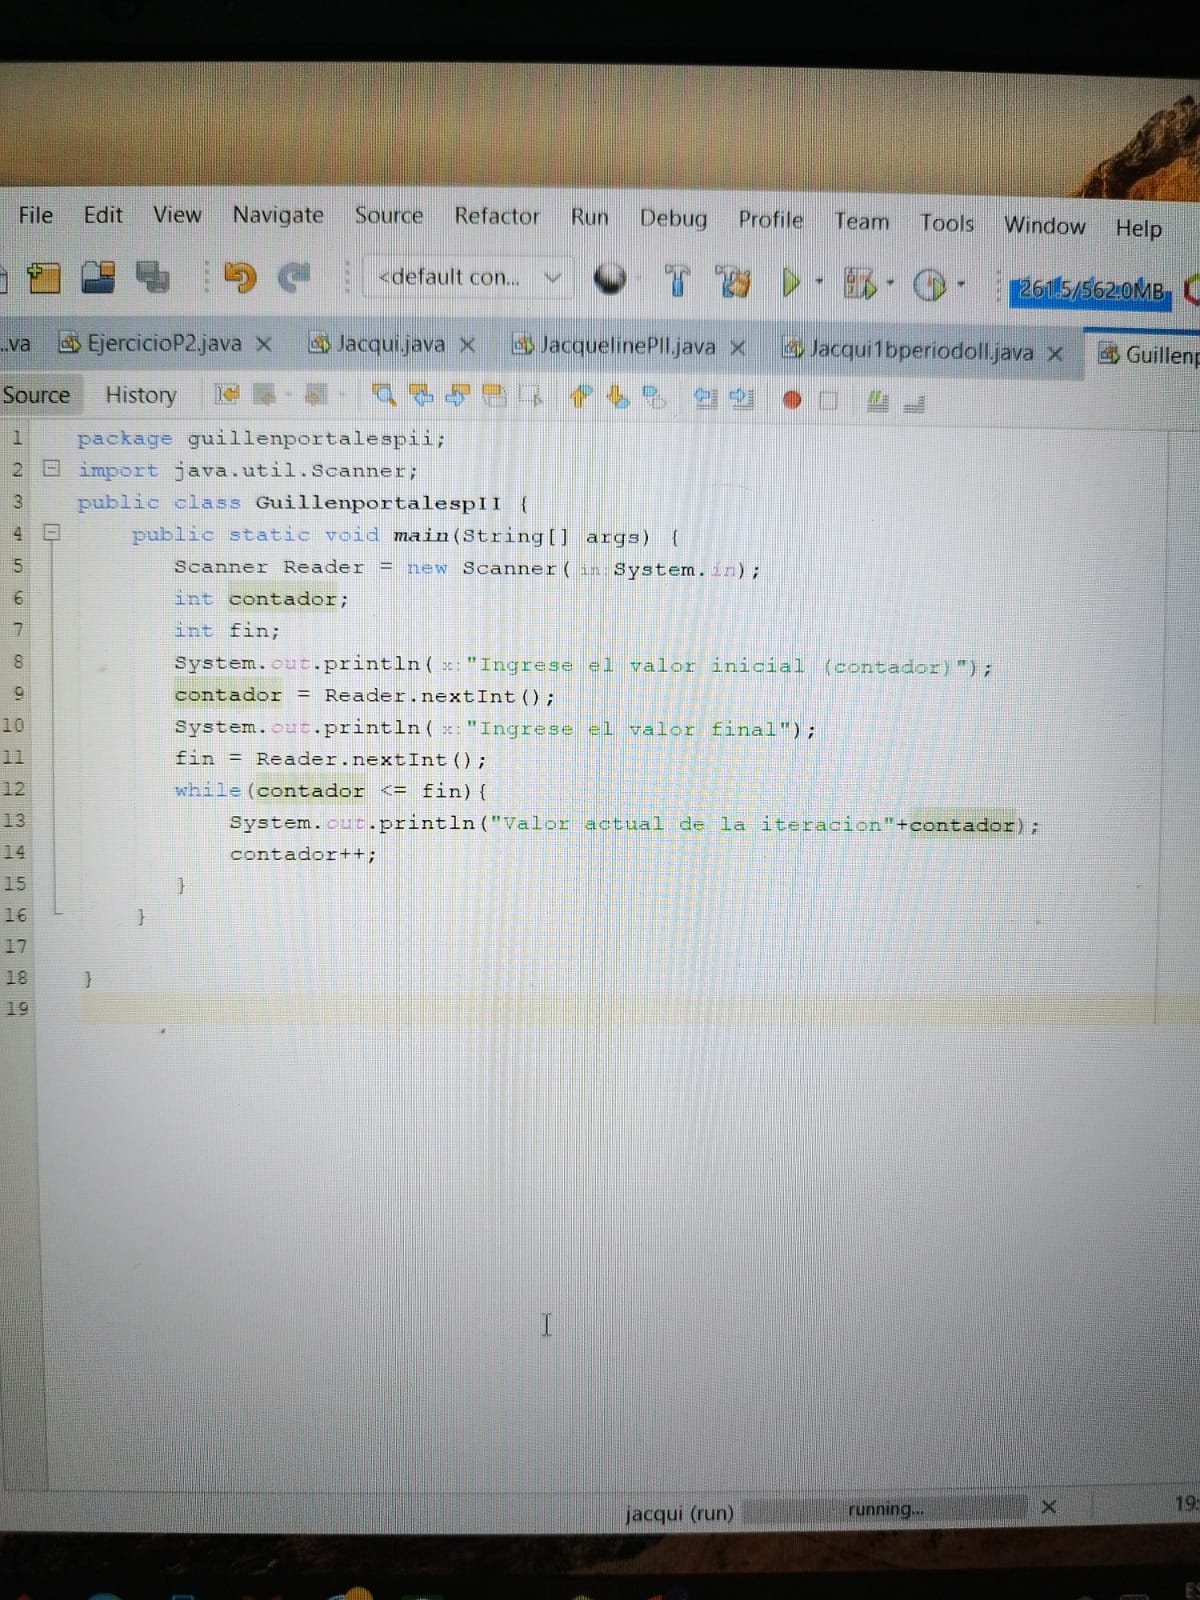 File Edit View Navigate Source Refactor Run Debug Profile Team Tools Window Help
<default con... 261.5/562.0MB
..va EjercicioP2.java Jacqui.java JacquelinePII.java Jacqui1bperiodoII.java Guillenp
Source History
1 package guillenportalespii;
2 import java.util.Scanner;
3 public class GuillenportalespII {
4 public static void main(String[] args) {
5 Scanner Reader = new Scanner( in: System.in);
6 int contador;
7 int fin;
8 System.out.println( x: "Ingrese el valor inicial (contador)");
9 contador = Reader.nextInt();
10 System.out.println( x: "Ingrese el valor final");
11 fin = Reader.nextInt();
12 while(contador <= fin){
13 System.out.println("Valor actual de la iteracion"+contador);
14 contador++;
15 }
16 }
17
18 }
19
jacqui (run) running... 19: